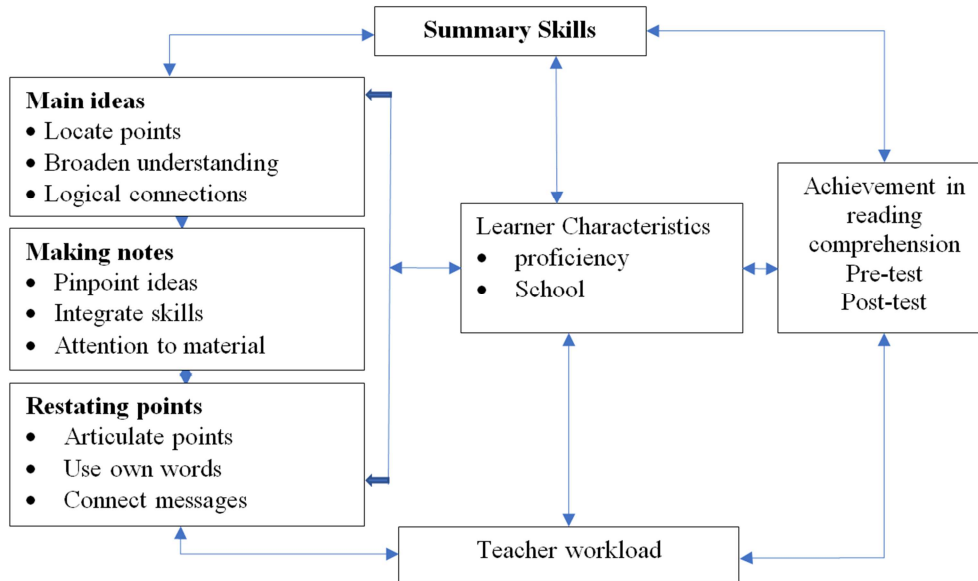 Summary Skills
Main ideas
• Locate points
• Broaden understanding
• Logical connections
Making notes
• Pinpoint ideas
• Integrate skills
• Attention to material
Restating points
• Articulate points
• Use own words
• Connect messages
Learner Characteristics
• proficiency
• School
Achievement in
reading
comprehension
Pre-test
Post-test
Teacher workload